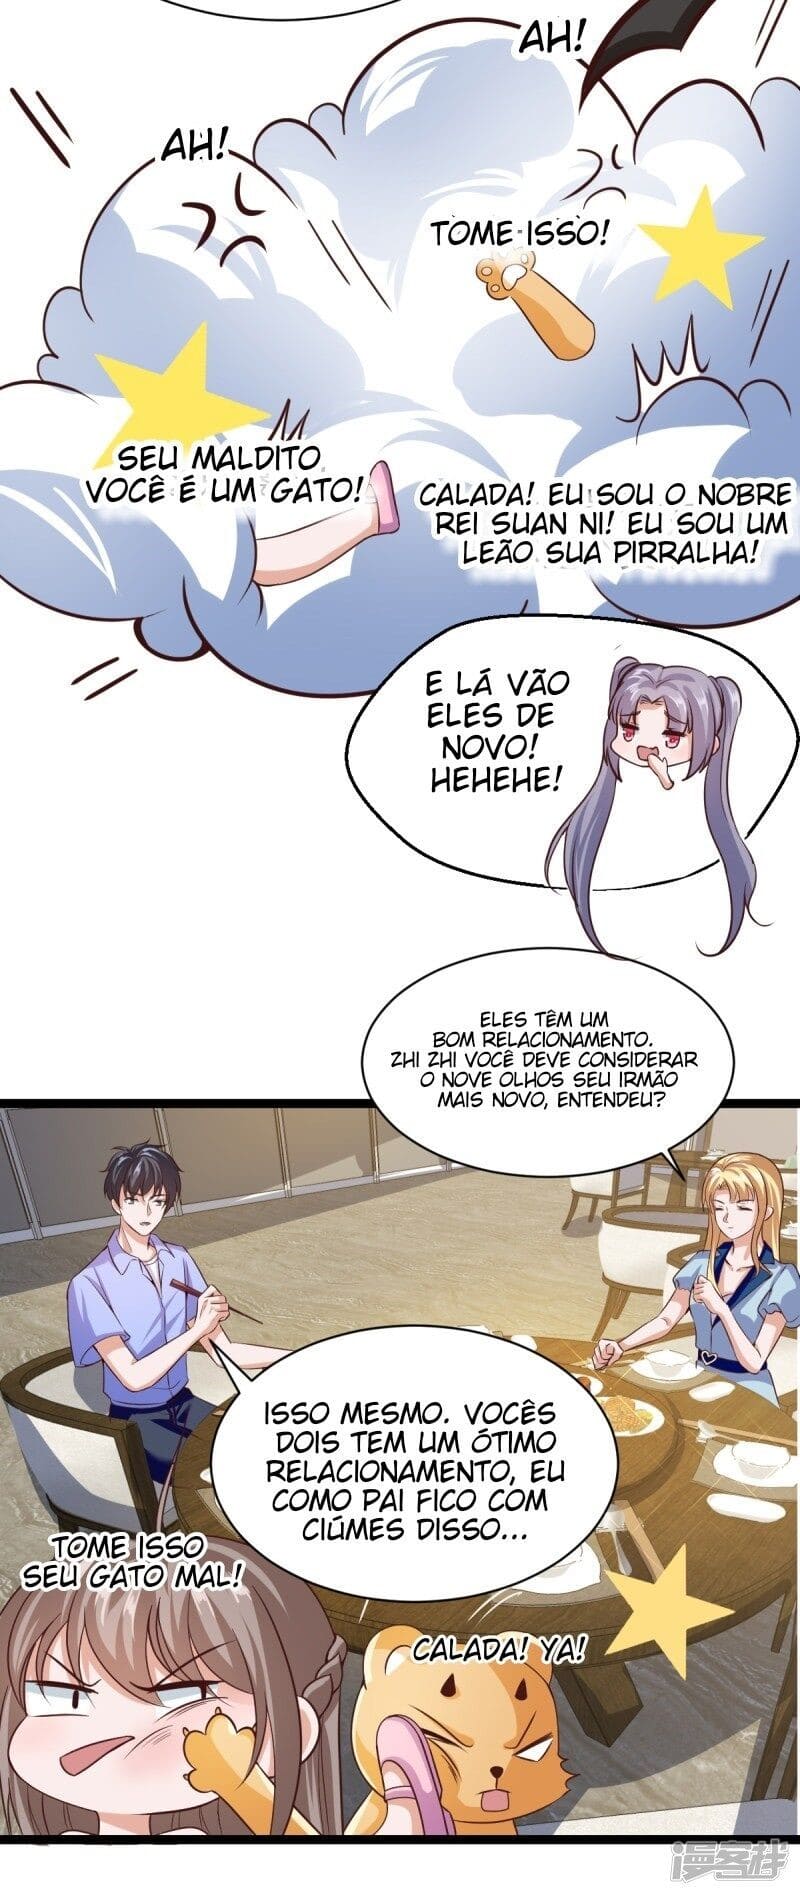 AH!
AH!
TOME ISSO!
SEU MALDITO
VOCÊ É UM GATO!
CALADA! EU SOU O NOBRE
REI SUAN NI! EU SOU UM
LEÃO SUA PIRRALHA!
E LÁ VÃO
ELES DE
NOVO!
HEHEHE!
ELES TÊM UM
BOM RELACIONAMENTO.
ZHI ZHI VOCÊ DEVE CONSIDERAR
O NOVE OLHOS SEU IRMÃO
MAIS NOVO, ENTENDEU?
ISSO MESMO. VOCÊS
DOIS TEM UM ÓTIMO
RELACIONAMENTO, EU
COMO PAI FICO COM
CIÚMES DISSO...
TOME ISSO
SEU GATO MAL!
CALADA! YA!
漫客栈